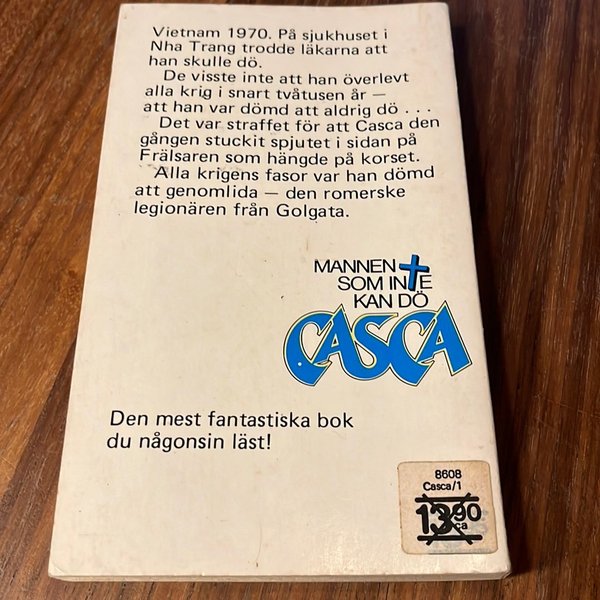 Vietnam 1970. På sjukhuset i
Nha Trang trodde läkarna att
han skulle dö.
De visste inte att han överlevt
alla krig i snart tvåtusen år —
att han var dömd att aldrig dö . . .
Det var straffet för att Casca den
gången stuckit spjutet i sidan på
Frälsaren som hängde på korset.
Alla krigens fasor var han dömd
att genomlida — den romerske
legionären från Golgata.
MANNEN
SOM INTE
KAN DÖ
CASCA
Den mest fantastiska bok
du någonsin läst!
8608
Casca/1
13.90
ca